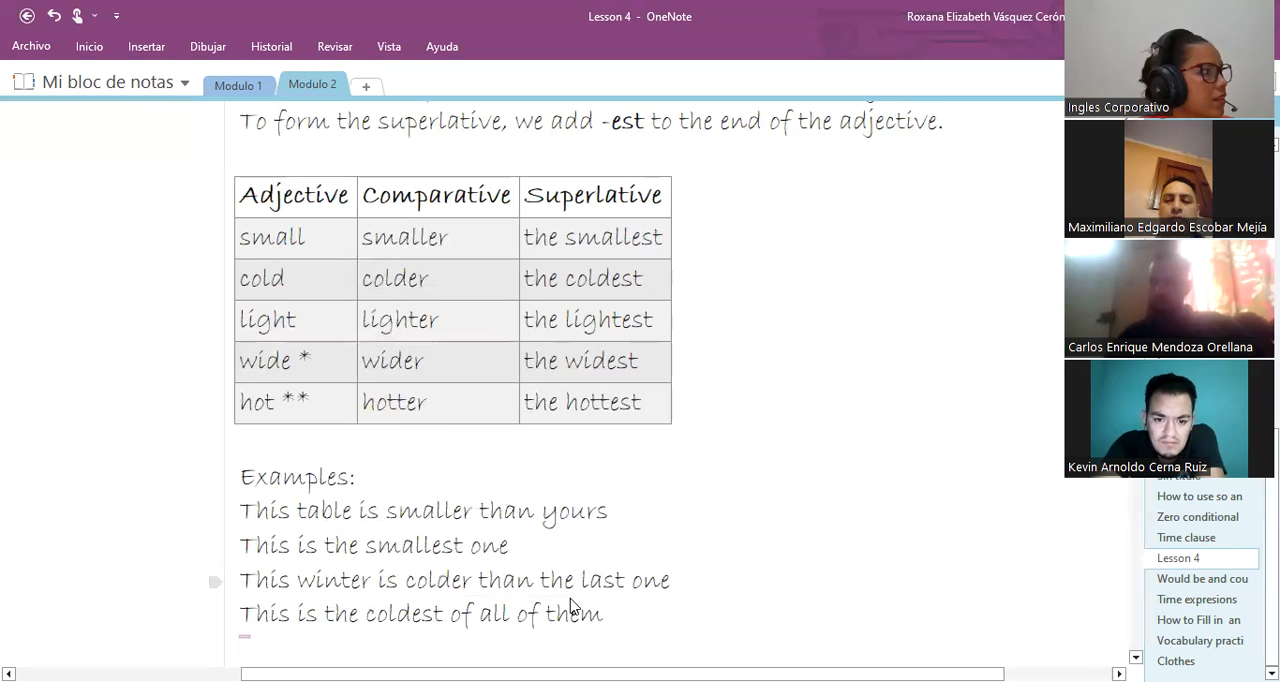 Lesson 4 - OneNote
Roxana Elizabeth Vásquez Cerón
Archivo Inicio Insertar Dibujar Historial Revisar Vista Ayuda
Mi bloc de notas Modulo 1 Modulo 2 +
To form the superlative, we add -est to the end of the adjective.
Adjective Comparative Superlative
small smaller the smallest
cold colder the coldest
light lighter the lightest
wide * wider the widest
hot ** hotter the hottest
Examples:
This table is smaller than yours
This is the smallest one
This winter is colder than the last one
This is the coldest of all of them
Ingles Corporativo
Maximiliano Edgardo Escobar Mejía
Carlos Enrique Mendoza Orellana
Kevin Arnoldo Cerna Ruiz
How to use so an
Zero conditional
Time clause
Lesson 4
Would be and cou
Time expresions
How to Fill in an
Vocabulary practi
Clothes